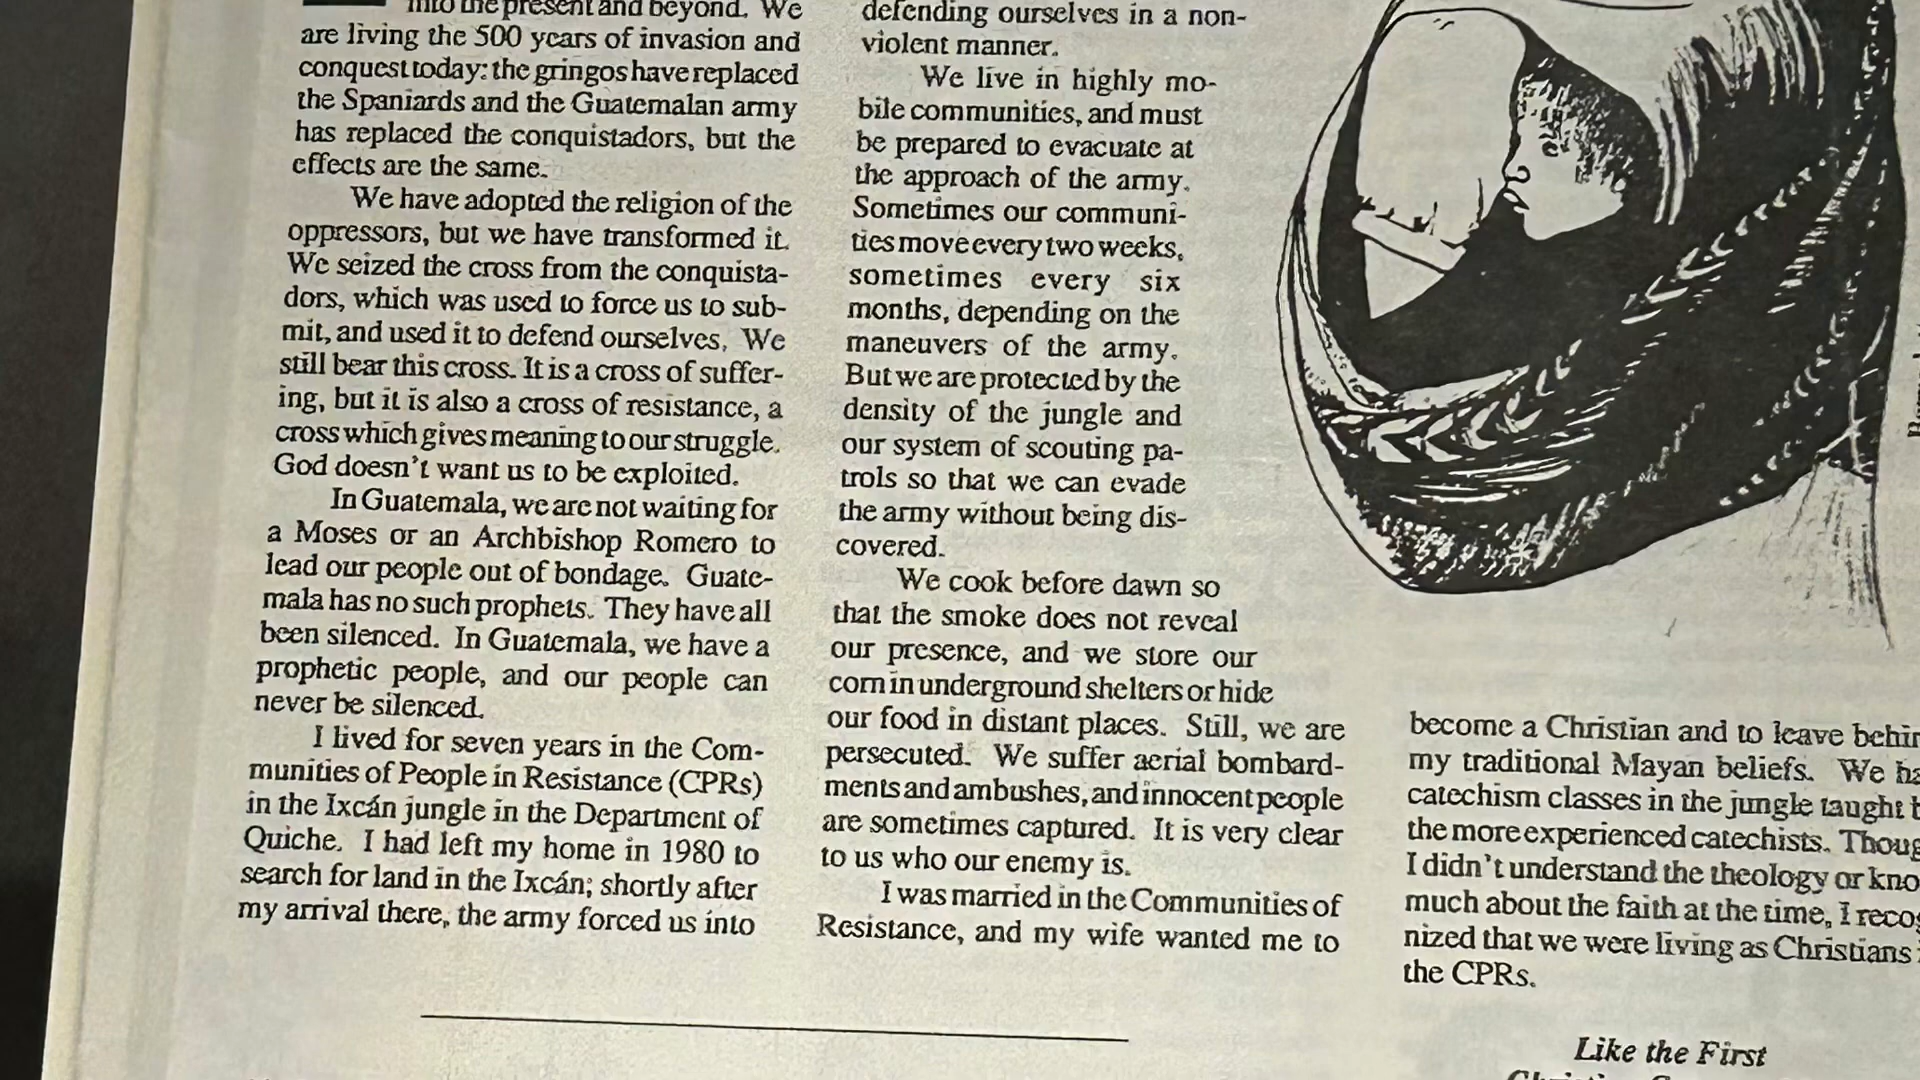 into the present and beyond. We
are living the 500 years of invasion and
conquest today: the gringos have replaced
the Spaniards and the Guatemalan army
has replaced the conquistadors, but the
effects are the same.
We have adopted the religion of the
oppressors, but we have transformed it.
We seized the cross from the conquista-
dors, which was used to force us to sub-
mit, and used it to defend ourselves. We
still bear this cross. It is a cross of suffer-
ing, but it is also a cross of resistance, a
cross which gives meaning to our struggle.
God doesn't want us to be exploited.
In Guatemala, we are not waiting for
a Moses or an Archbishop Romero to
lead our people out of bondage. Guate-
mala has no such prophets. They have all
been silenced. In Guatemala, we have a
prophetic people, and our people can
never be silenced.
I lived for seven years in the Com-
munities of People in Resistance (CPRs)
in the Ixcán jungle in the Department of
Quiche. I had left my home in 1980 to
search for land in the Ixcán; shortly after
my arrival there, the army forced us into
defending ourselves in a non-
violent manner.
We live in highly mo-
bile communities, and must
be prepared to evacuate at
the approach of the army.
Sometimes our communi-
ties move every two weeks,
sometimes every six
months, depending on the
maneuvers of the army.
But we are protected by the
density of the jungle and
our system of scouting pa-
trols so that we can evade
the army without being dis-
covered.
We cook before dawn so
that the smoke does not reveal
our presence, and we store our
corn in underground shelters or hide
our food in distant places. Still, we are
persecuted. We suffer aerial bombard-
ments and ambushes, and innocent people
are sometimes captured. It is very clear
to us who our enemy is.
I was married in the Communities of
Resistance, and my wife wanted me to
become a Christian and to leave behin
my traditional Mayan beliefs. We ha
catechism classes in the jungle taught b
the more experienced catechists. Thoug
I didn't understand the theology or kno
much about the faith at the time, I recog
nized that we were living as Christians i
the CPRs.
Like the First